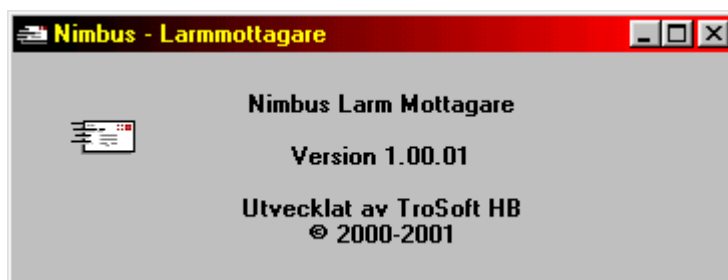 Nimbus - Larmmottagare
Nimbus Larm Mottagare
Version 1.00.01
Utvecklat av TroSoft HB
© 2000-2001